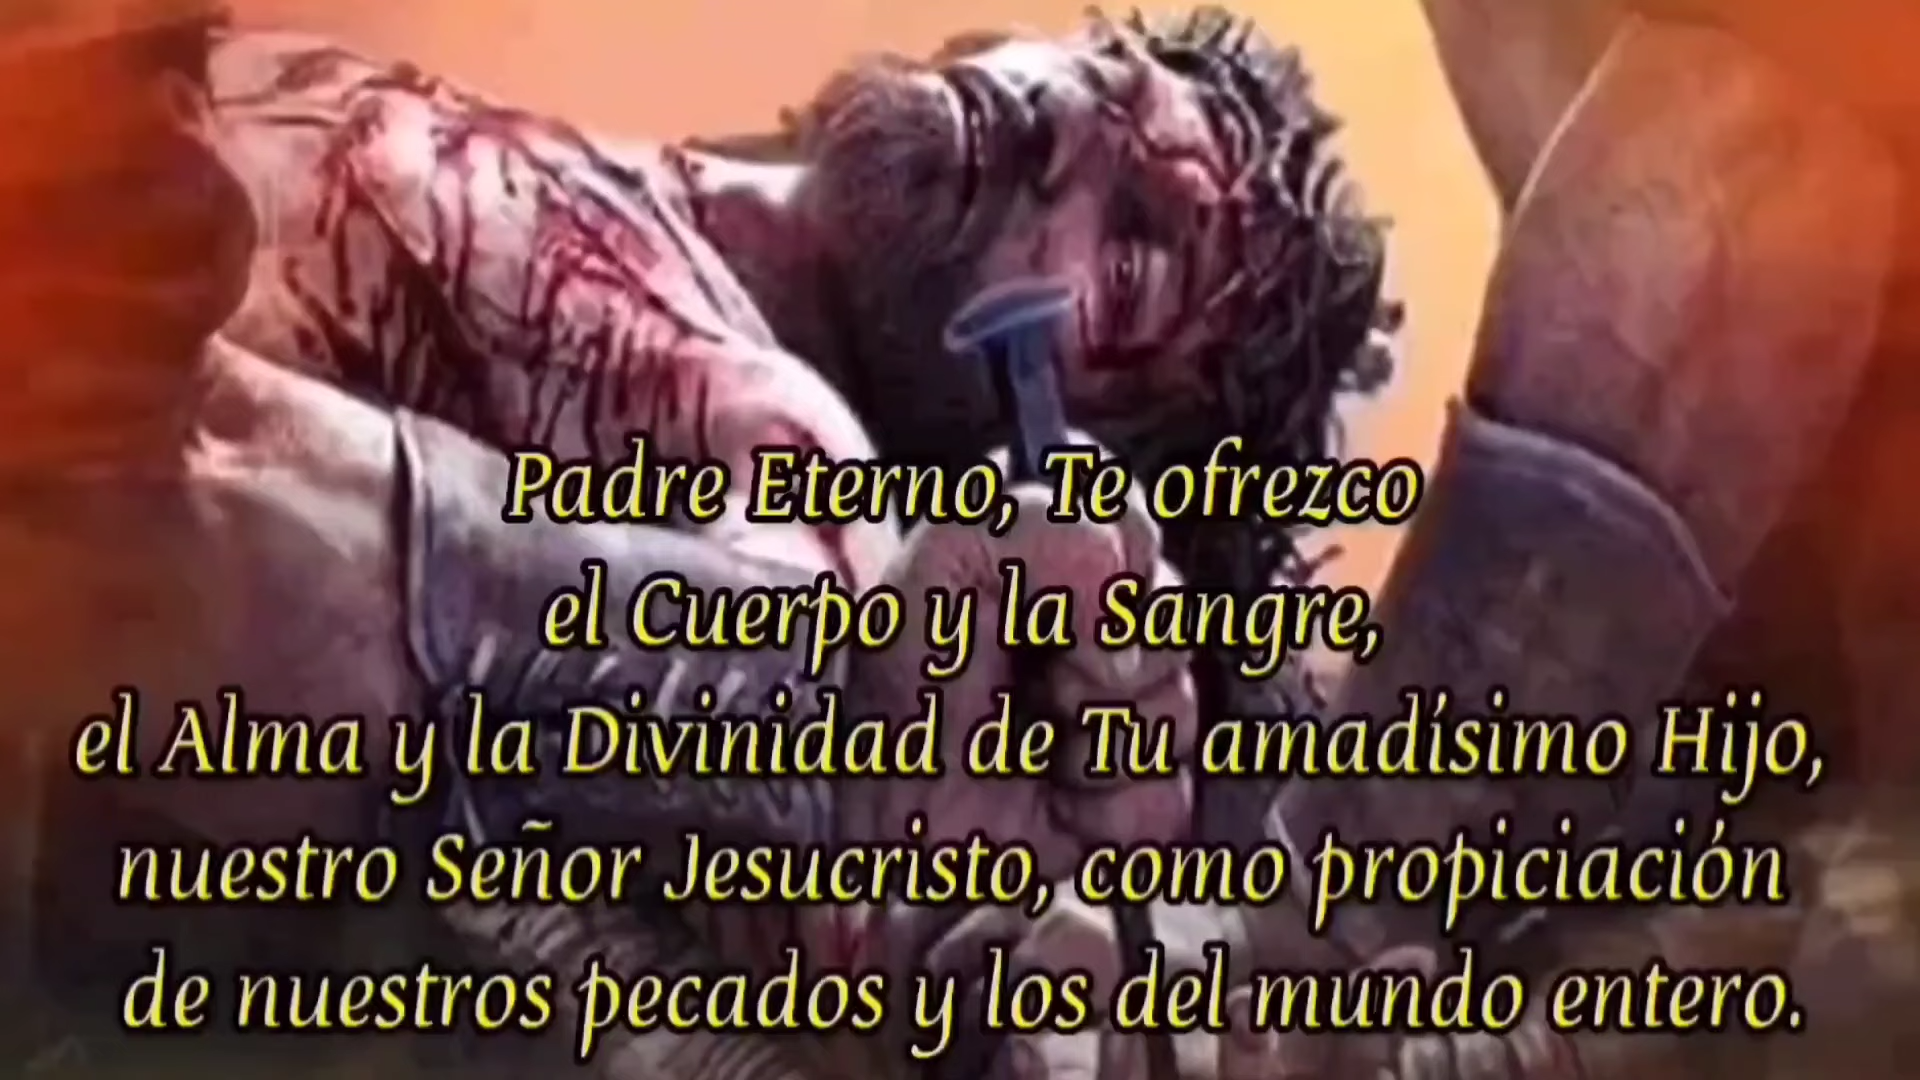 Padre Eterno, Te ofrezco
el Cuerpo y la Sangre,
el Alma y la Divinidad de Tu amadísimo Hijo,
nuestro Señor Jesucristo, como propiciación
de nuestros pecados y los del mundo entero.